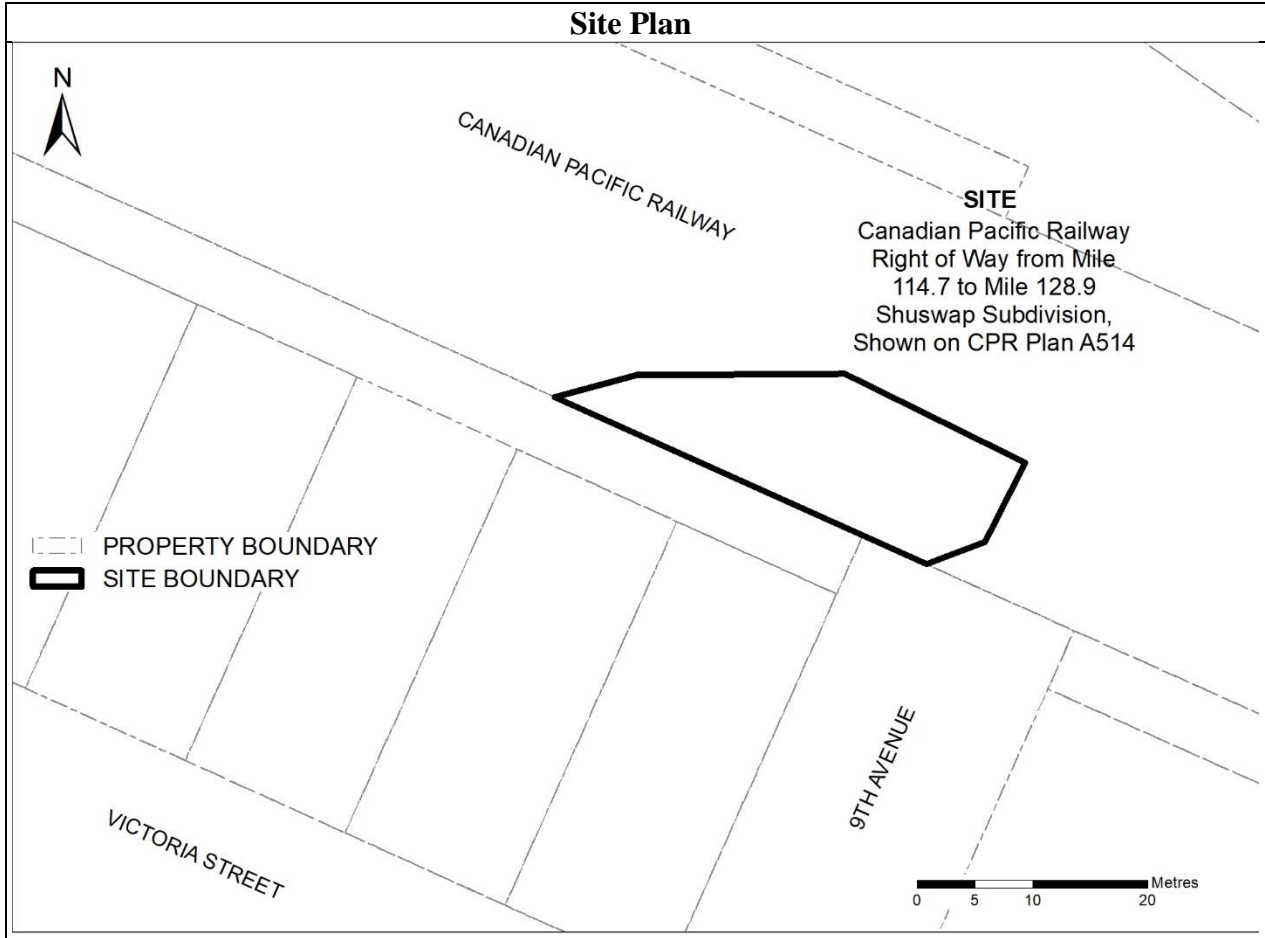 Site Plan
N
CANADIAN PACIFIC RAILWAY
SITE
Canadian Pacific Railway
Right of Way from Mile
114.7 to Mile 128.9
Shuswap Subdivision,
Shown on CPR Plan A514
PROPERTY BOUNDARY
SITE BOUNDARY
9TH AVENUE
VICTORIA STREET
Metres
0 5 10 20